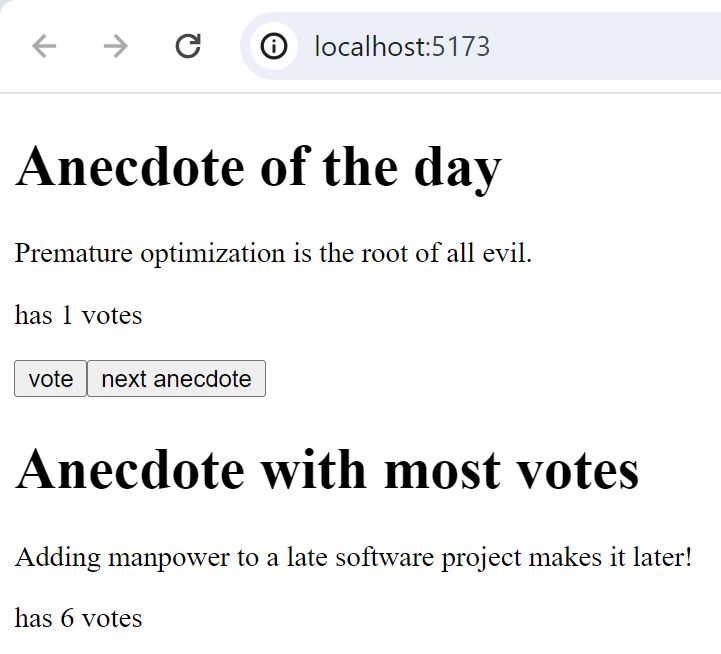 localhost:5173
Anecdote of the day
Premature optimization is the root of all evil.
has 1 votes
vote next anecdote
Anecdote with most votes
Adding manpower to a late software project makes it later!
has 6 votes